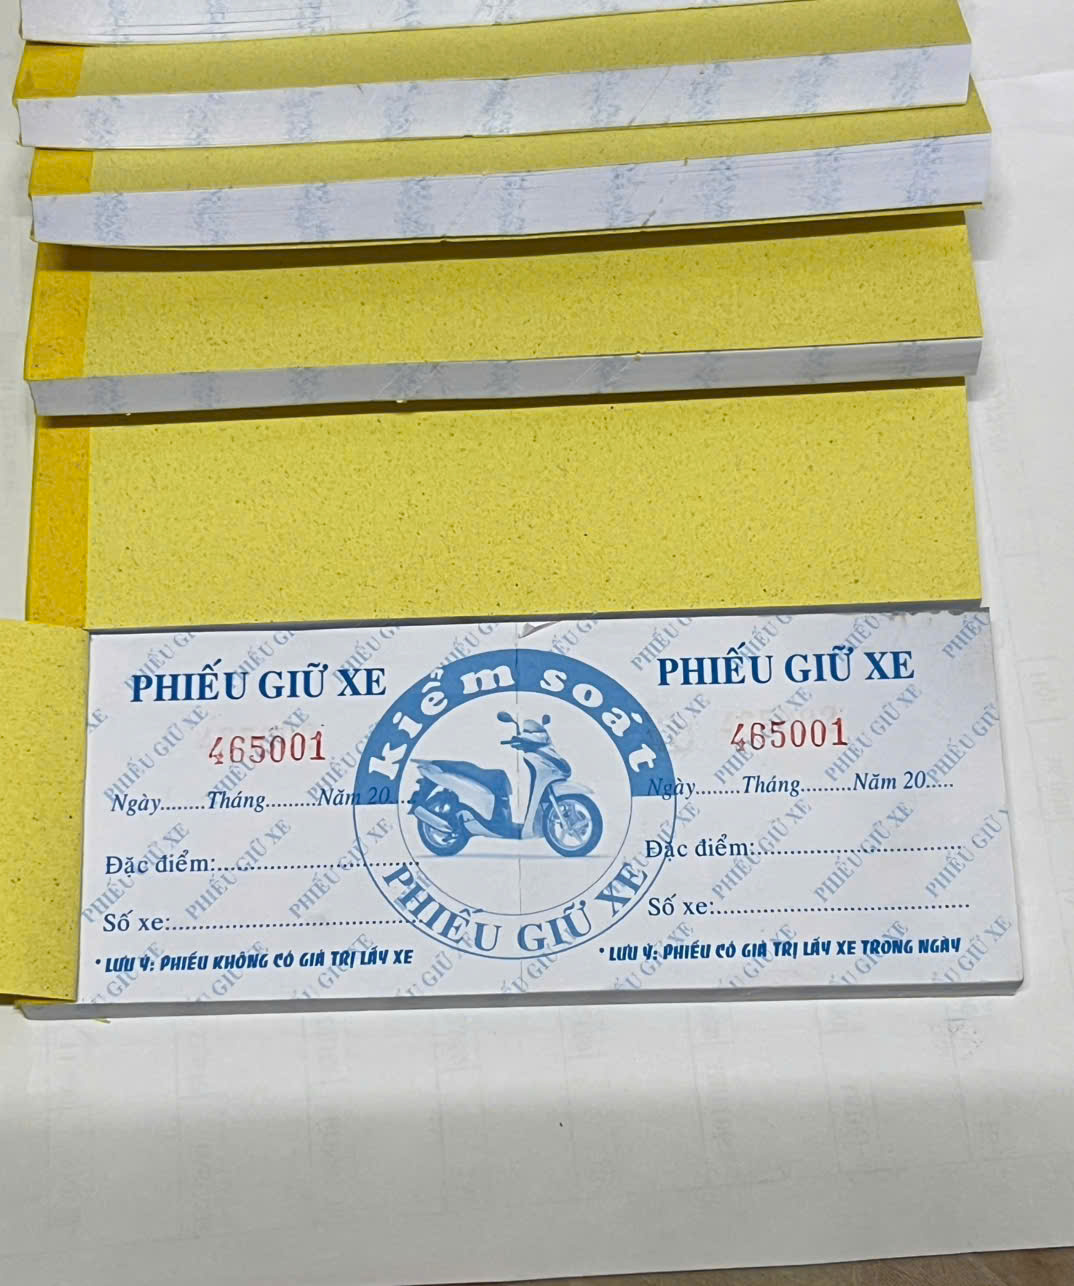 PHIẾU GIỮ XE
465001
Ngày........Tháng.........Năm 20.....
Đặc điểm:....................................
Số xe:...........................................
* LƯU Ý: PHIẾU KHÔNG CÓ GIÁ TRỊ LẤY XE
kiểm soát
PHIẾU GIỮ XE
PHIẾU GIỮ XE
465001
Ngày........Tháng.........Năm 20.....
Đặc điểm:....................................
Số xe:...........................................
* LƯU Ý: PHIẾU CÓ GIÁ TRỊ LẤY XE TRONG NGÀY